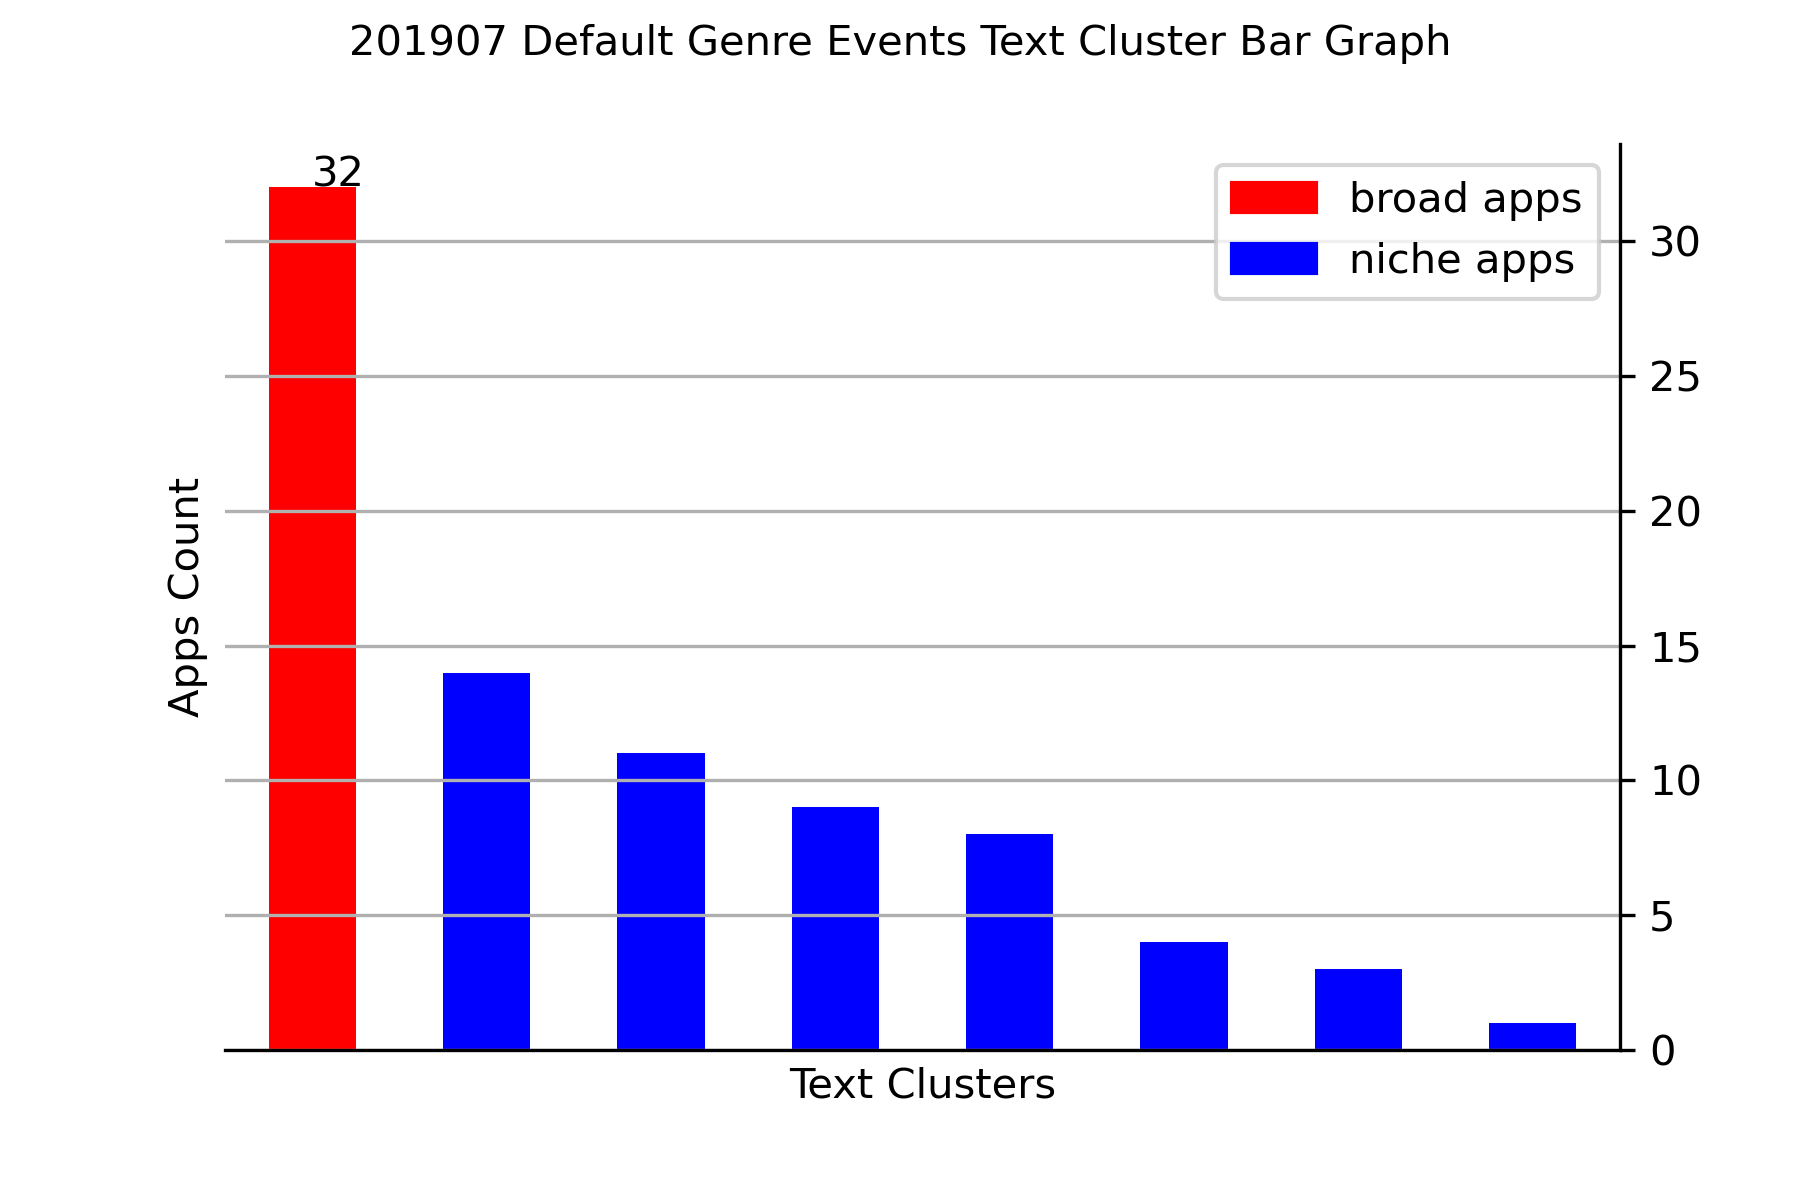 201907 Default Genre Events Text Cluster Bar Graph
32
broad apps
niche apps
30
25
20
15
10
5
0
Apps Count
Text Clusters